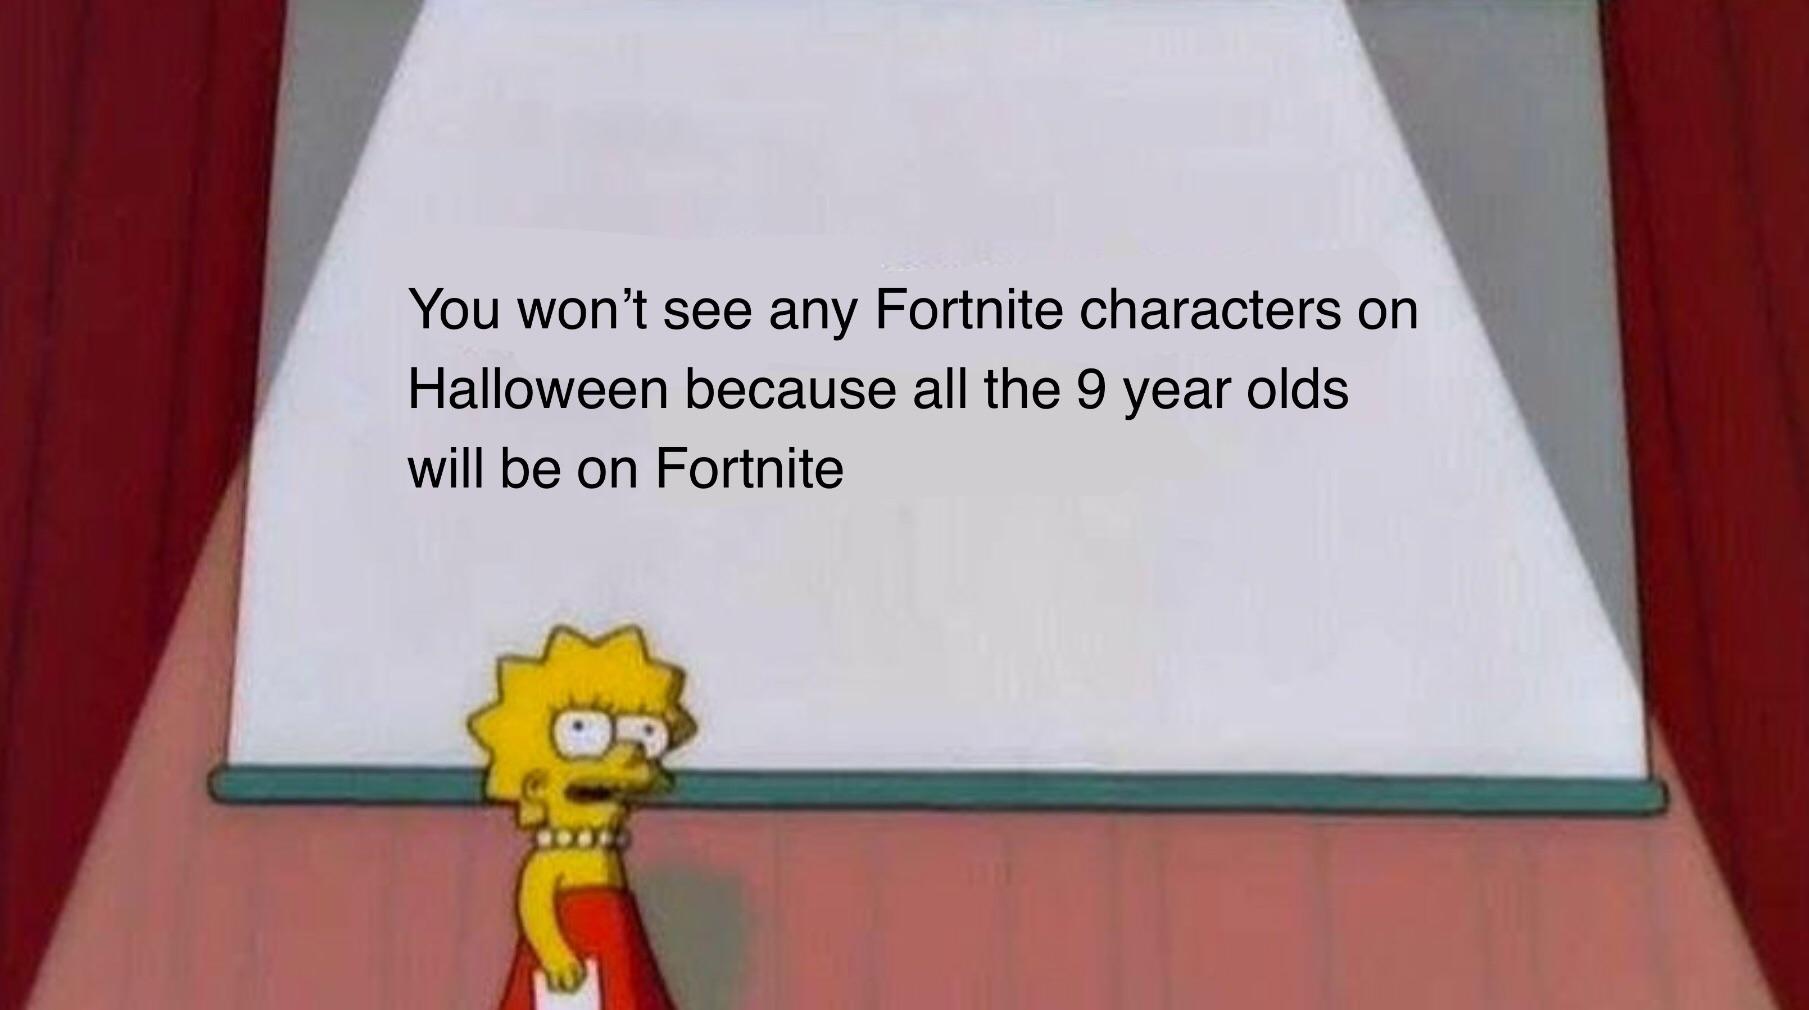 You won’t see any Fortnite characters on
Halloween because all the 9 year olds
will be on Fortnite